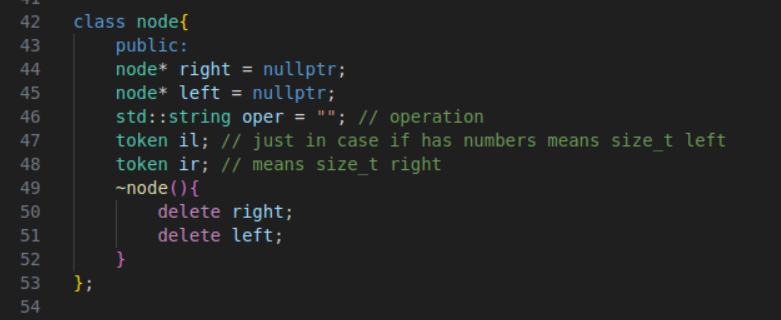 42 class node{
43     public:
44     node* right = nullptr;
45     node* left = nullptr;
46     std::string oper = ""; // operation
47     token il; // just in case if has numbers means size_t left
48     token ir; // means size_t right
49     ~node(){
50         delete right;
51         delete left;
52     }
53 };
54